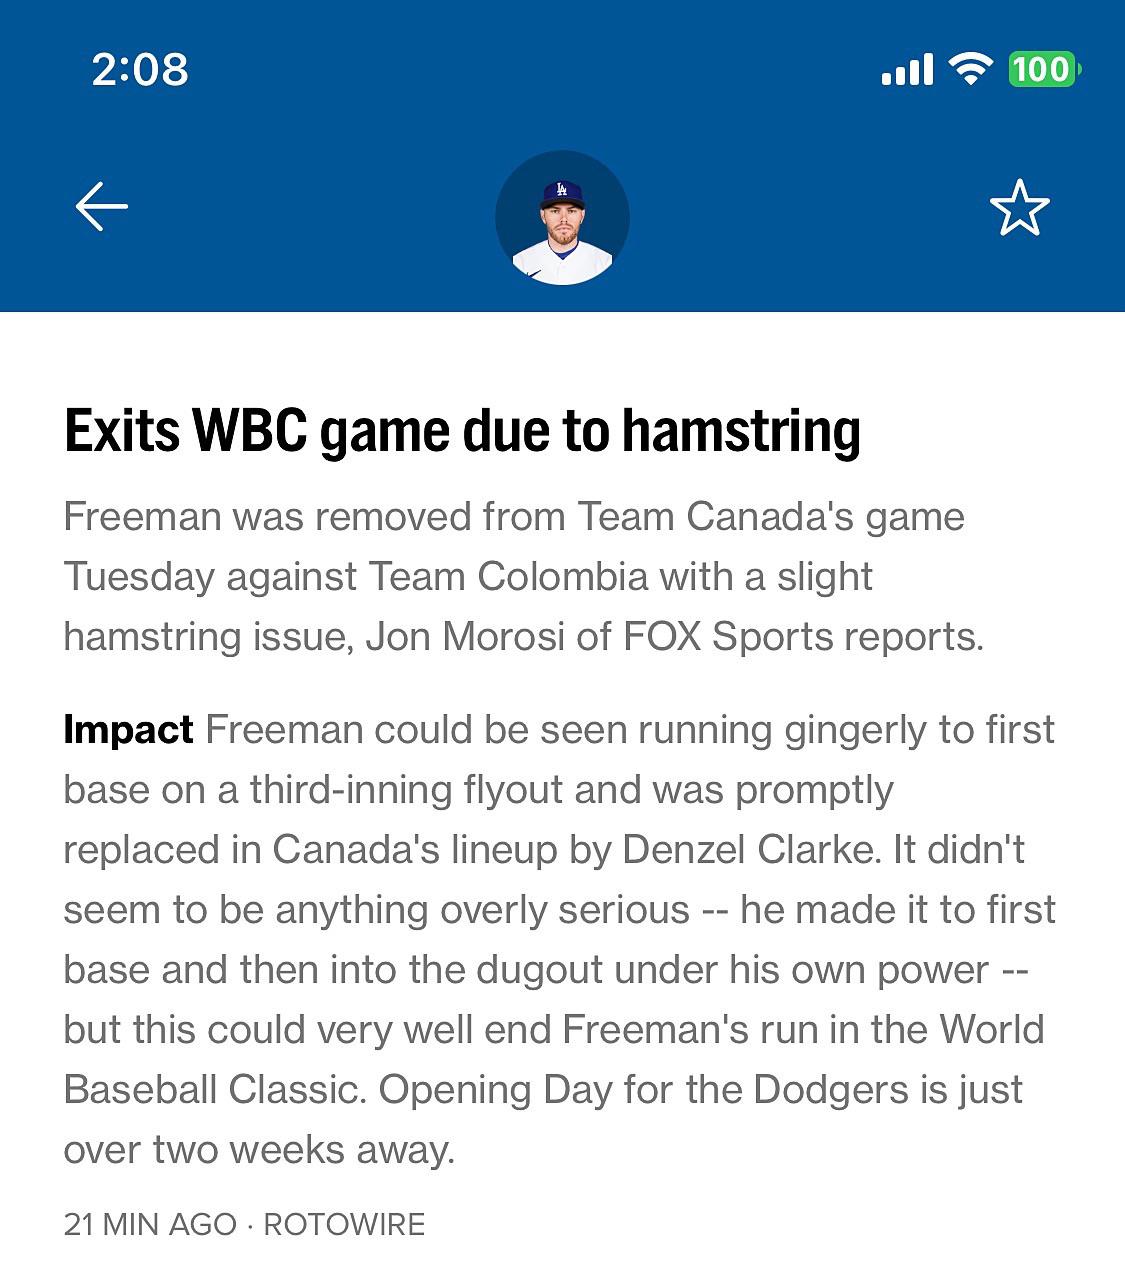 2:08
100
LA
Exits WBC game due to hamstring
Freeman was removed from Team Canada's game
Tuesday against Team Colombia with a slight
hamstring issue, Jon Morosi of FOX Sports reports.
Impact Freeman could be seen running gingerly to first
base on a third-inning flyout and was promptly
replaced in Canada's lineup by Denzel Clarke. It didn't
seem to be anything overly serious -- he made it to first
base and then into the dugout under his own power --
but this could very well end Freeman's run in the World
Baseball Classic. Opening Day for the Dodgers is just
over two weeks away.
21 MIN AGO · ROTOWIRE